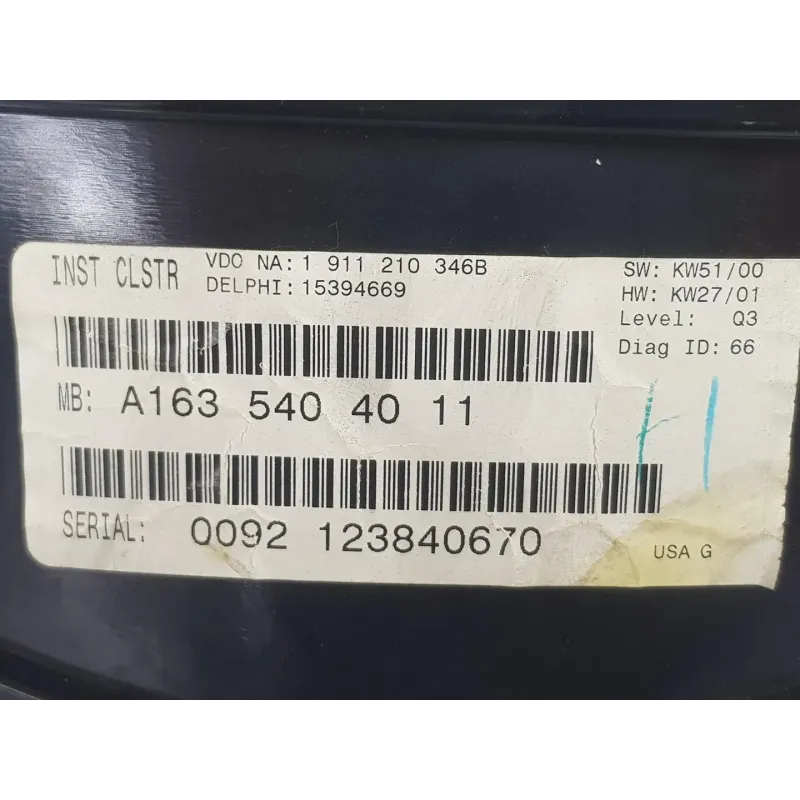 INST CLSTR VDO NA: 1 911 210 346B
DELPHI: 15394669
SW: KW51/00
HW: KW27/01
Level: Q3
Diag ID: 66
MB: A163 540 40 11
SERIAL: 0092 123840670
USA G